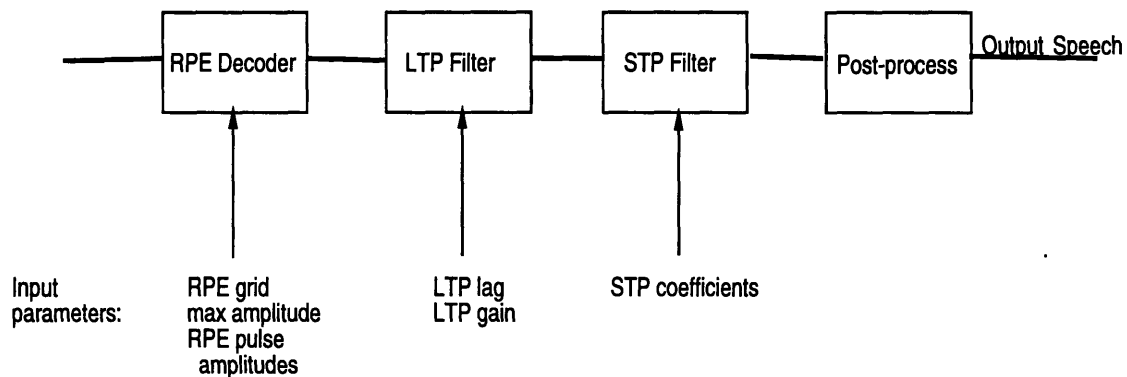 RPE Decoder
LTP Filter
STP Filter
Post-process
Output Speech
Input
parameters:
RPE grid
max amplitude
RPE pulse
amplitudes
LTP lag
LTP gain
STP coefficients